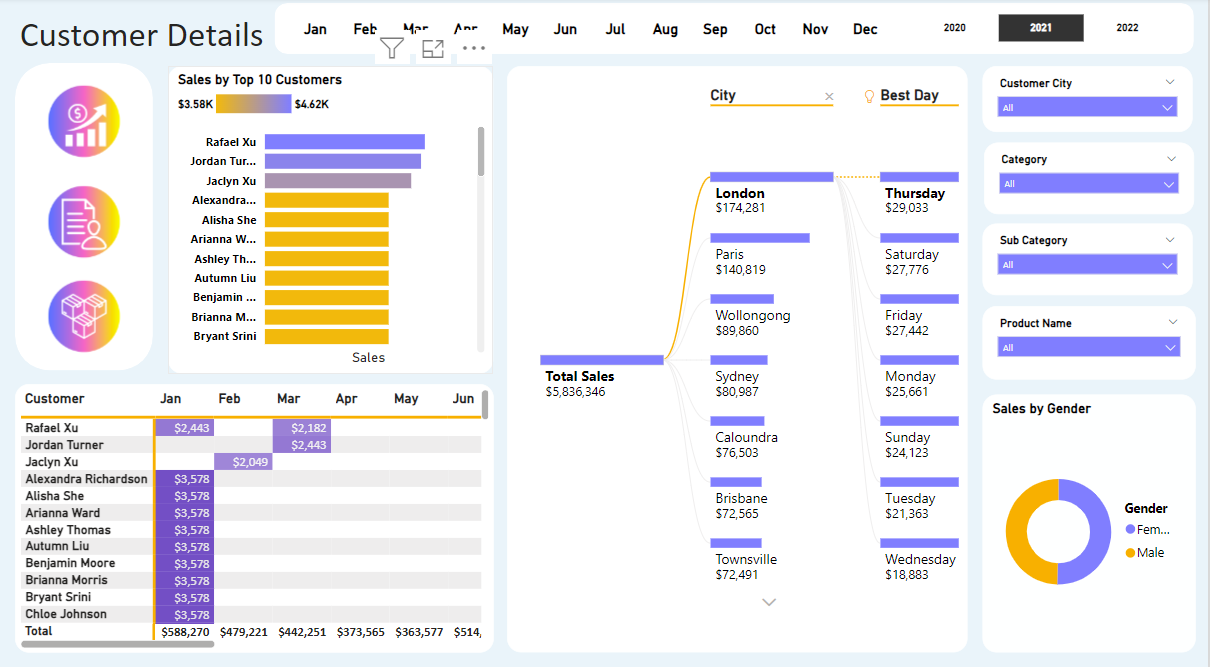 Customer Details
Jan Feb Mar Apr May Jun Jul Aug Sep Oct Nov Dec 2020 2021 2022
Sales by Top 10 Customers
$3.58K $4.62K
Rafael Xu
Jordan Tur...
Jaclyn Xu
Alexandra...
Alisha She
Arianna W...
Ashley Th...
Autumn Liu
Benjamin ...
Brianna M...
Bryant Srini
Sales
Customer Jan Feb Mar Apr May Jun
Rafael Xu $2,443 $2,182
Jordan Turner $2,443
Jaclyn Xu $2,049
Alexandra Richardson $3,578
Alisha She $3,578
Arianna Ward $3,578
Ashley Thomas $3,578
Autumn Liu $3,578
Benjamin Moore $3,578
Brianna Morris $3,578
Bryant Srini $3,578
Chloe Johnson $3,578
Total $588,270 $479,221 $442,251 $373,565 $363,577 $514,
Total Sales
$5,836,346
City
London
$174,281
Paris
$140,819
Wollongong
$89,860
Sydney
$80,987
Caloundra
$76,503
Brisbane
$72,565
Townsville
$72,491
Best Day
Thursday
$29,033
Saturday
$27,776
Friday
$27,442
Monday
$25,661
Sunday
$24,123
Tuesday
$21,363
Wednesday
$18,883
Customer City
All
Category
All
Sub Category
All
Product Name
All
Sales by Gender
Gender
Fem...
Male